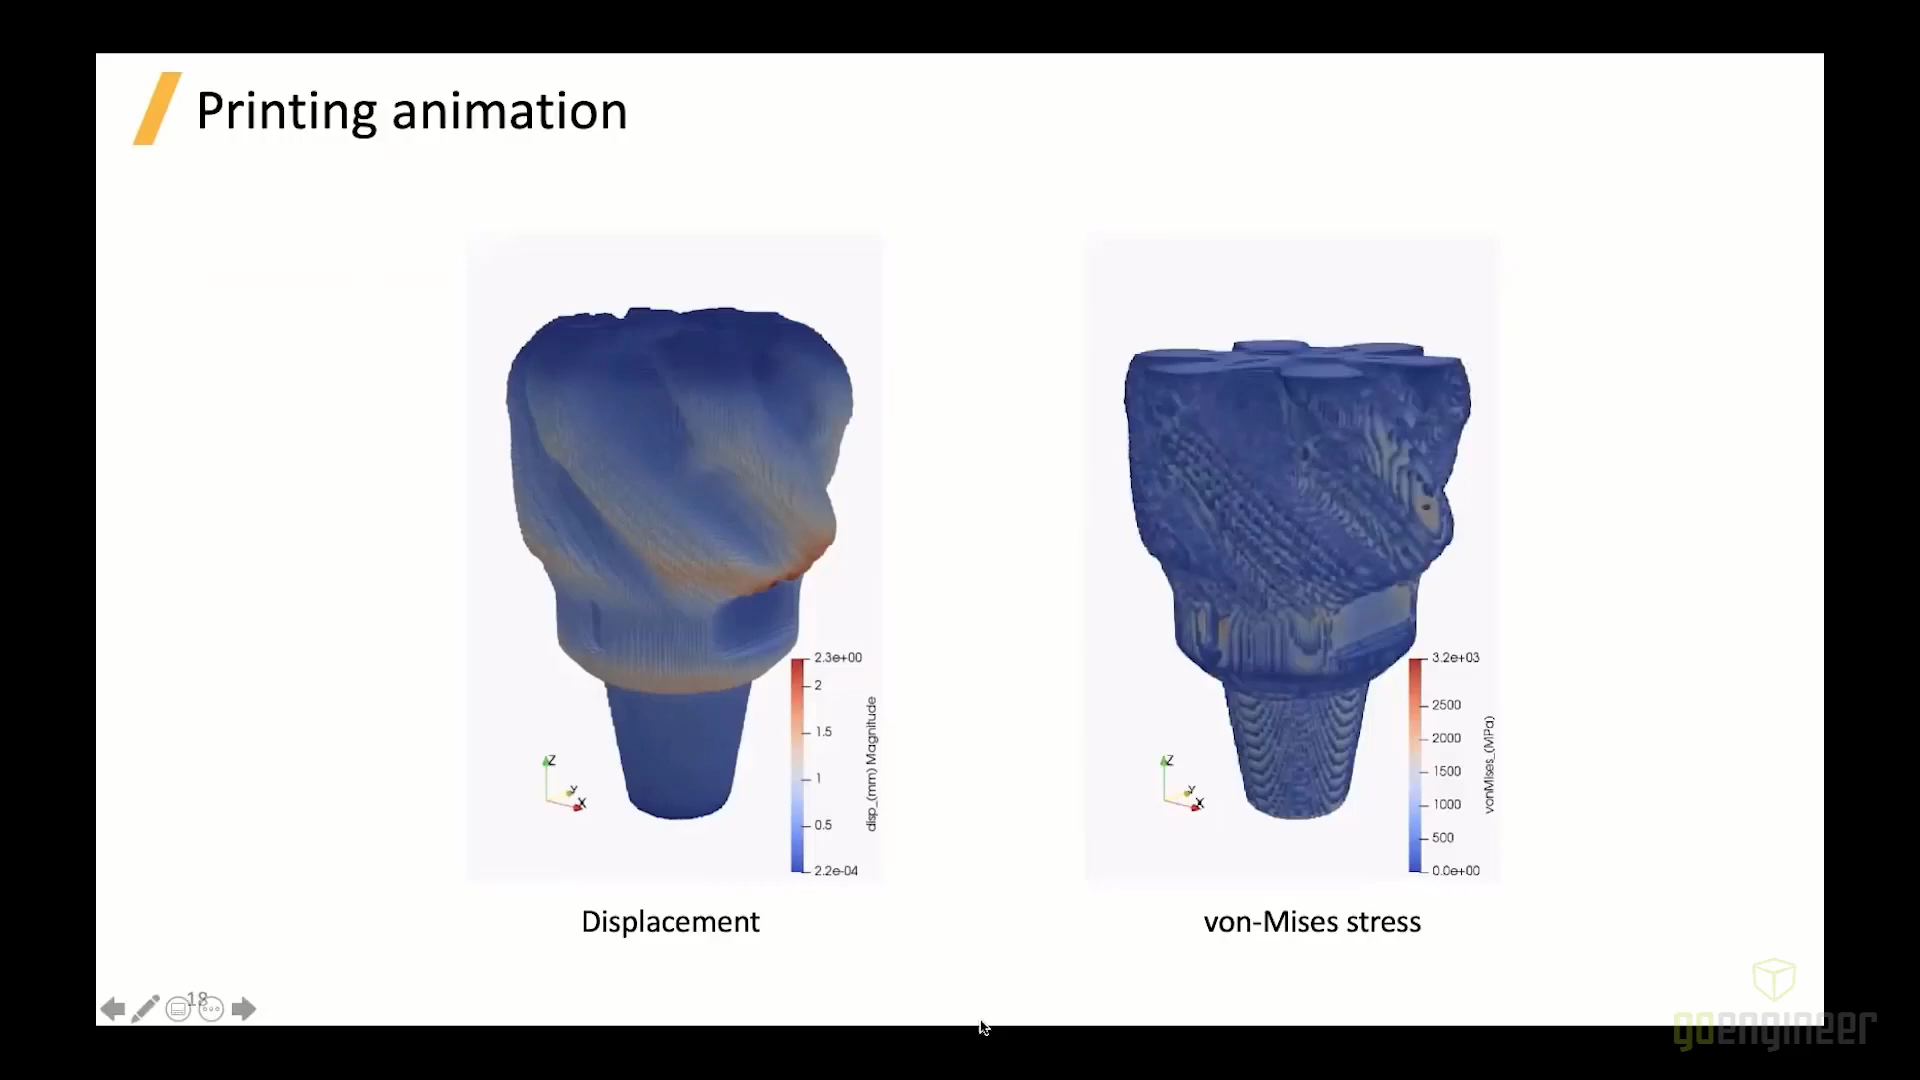 Printing animation
2.3e+00
2
1.5
1
0.5
2.2e-04
disp_(mm) Magnitude
Z
Y
X
Displacement
3.2e+03
2500
2000
1500
1000
500
0.0e+00
vonMises_(MPa)
Z
Y
X
von-Mises stress
18
goengineer